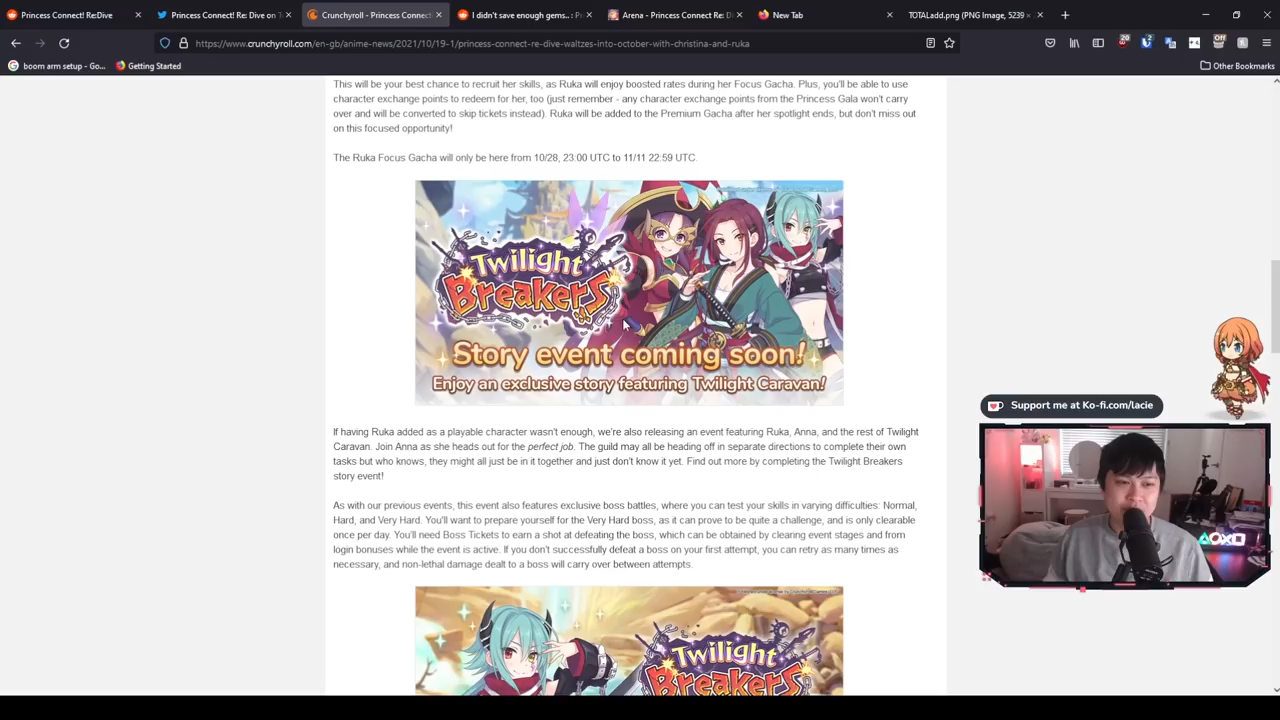 Princess Connect! Re:Dive
Princess Connect! Re: Dive on T
Crunchyroll - Princess Connect!
I didn't save enough gems.. : Pri
Arena - Princess Connect Re: D
New Tab
TOTALadd.png (PNG Image, 5239 ×
https://www.crunchyroll.com/en-gb/anime-news/2021/10/19-1/princess-connect-re-dive-waltzes-into-october-with-christina-and-ruka
20
2
Off
boom arm setup - Go...
Getting Started
Other Bookmarks
This will be your best chance to recruit her skills, as Ruka will enjoy boosted rates during her Focus Gacha. Plus, you'll be able to use
character exchange points to redeem for her, too (just remember - any character exchange points from the Princess Gala won't carry
over and will be converted to skip tickets instead). Ruka will be added to the Premium Gacha after her spotlight ends, but don't miss out
on this focused opportunity!
The Ruka Focus Gacha will only be here from 10/28, 23:00 UTC to 11/11 22:59 UTC.
Twilight
Breakers
Story event coming soon!
Enjoy an exclusive story featuring Twilight Caravan!
If having Ruka added as a playable character wasn't enough, we're also releasing an event featuring Ruka, Anna, and the rest of Twilight
Caravan. Join Anna as she heads out for the perfect job. The guild may all be heading off in separate directions to complete their own
tasks but who knows, they might all just be in it together and just don't know it yet. Find out more by completing the Twilight Breakers
story event!
As with our previous events, this event also features exclusive boss battles, where you can test your skills in varying difficulties: Normal,
Hard, and Very Hard. You'll want to prepare yourself for the Very Hard boss, as it can prove to be quite a challenge, and is only clearable
once per day. You'll need Boss Tickets to earn a shot at defeating the boss, which can be obtained by clearing event stages and from
login bonuses while the event is active. If you don't successfully defeat a boss on your first attempt, you can retry as many times as
necessary, and non-lethal damage dealt to a boss will carry over between attempts.
Twilight
Breakers
Support me at Ko-fi.com/lacie